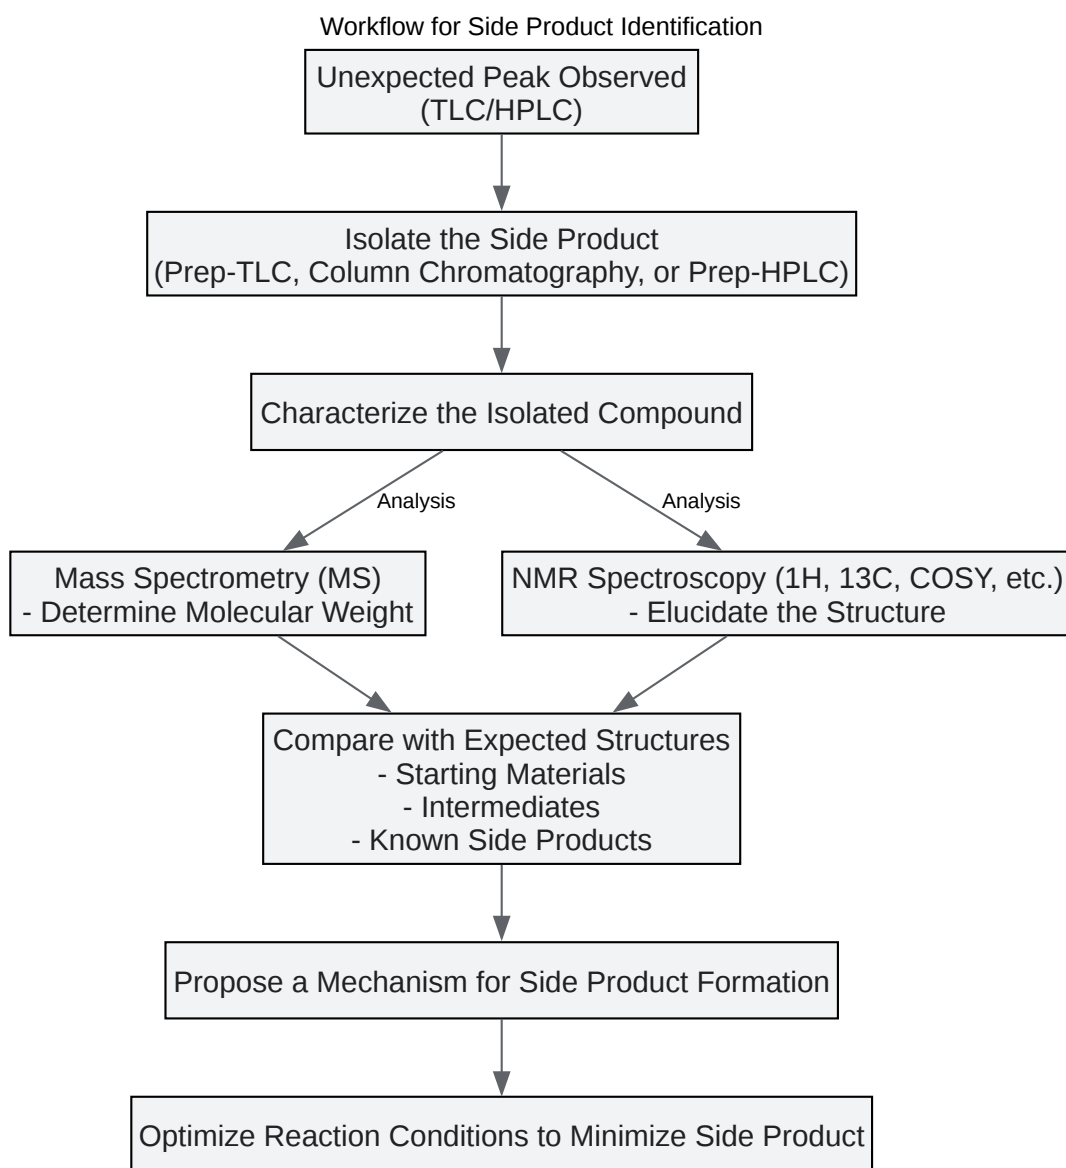 Workflow for Side Product Identification
Unexpected Peak Observed
(TLC/HPLC)
Isolate the Side Product
(Prep-TLC, Column Chromatography, or Prep-HPLC)
Characterize the Isolated Compound
Analysis
Analysis
Mass Spectrometry (MS)
- Determine Molecular Weight
NMR Spectroscopy (1H, 13C, COSY, etc.)
- Elucidate the Structure
Compare with Expected Structures
- Starting Materials
- Intermediates
- Known Side Products
Propose a Mechanism for Side Product Formation
Optimize Reaction Conditions to Minimize Side Product